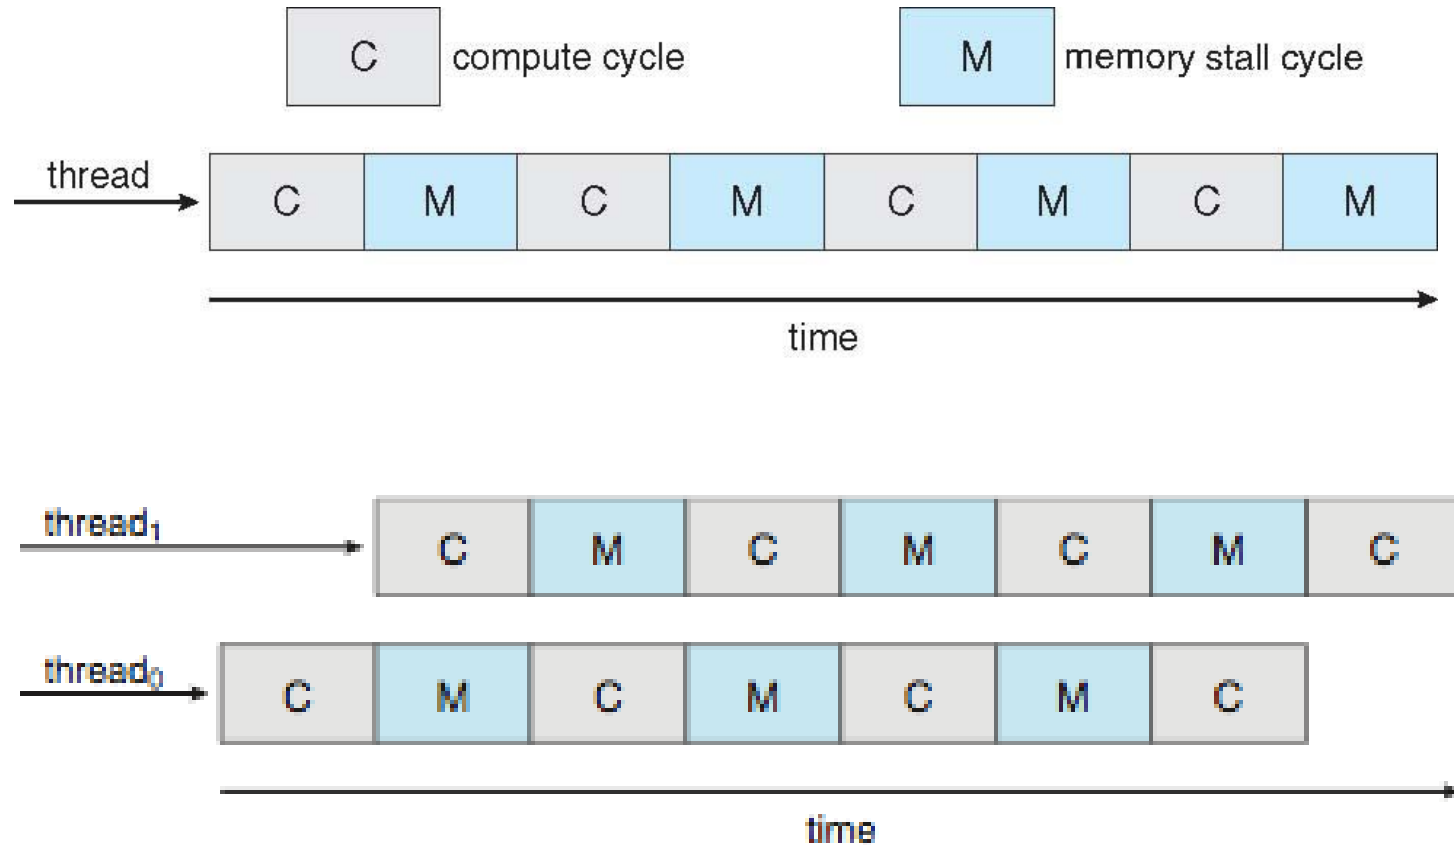 C compute cycle M memory stall cycle
thread
C M C M C M C M
time
thread1
C M C M C M C
thread0
C M C M C M C
time